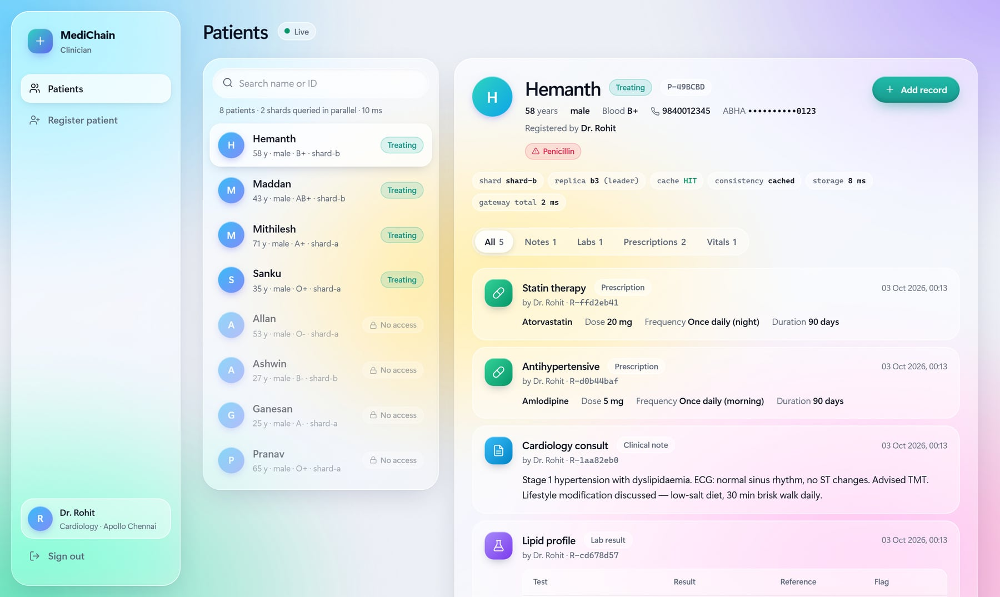 MediChain
Clinician
Patients
Register patient
Dr. Rohit
Cardiology · Apollo Chennai
Sign out
Patients
Live
Search name or ID
8 patients · 2 shards queried in parallel · 10 ms
H
Hemanth
58 y · male · B+ · shard-b
Treating
M
Maddan
43 y · male · AB+ · shard-b
Treating
M
Mithilesh
71 y · male · A+ · shard-a
Treating
S
Sanku
35 y · male · O+ · shard-a
Treating
A
Allan
53 y · male · O- · shard-a
No access
A
Ashwin
27 y · male · B- · shard-b
No access
G
Ganesan
25 y · male · A- · shard-a
No access
P
Pranav
65 y · male · O+ · shard-a
No access
H
Hemanth Treating P-49BCBD
Add record
58 years male Blood B+ 9840012345 ABHA ••••••••••0123
Registered by Dr. Rohit
Penicillin
shard shard-b replica b3 (leader) cache HIT consistency cached storage 8 ms
gateway total 2 ms
All 5 Notes 1 Labs 1 Prescriptions 2 Vitals 1
Statin therapy Prescription 03 Oct 2026, 00:13
by Dr. Rohit · R-ffd2eb41
Atorvastatin Dose 20 mg Frequency Once daily (night) Duration 90 days
Antihypertensive Prescription 03 Oct 2026, 00:13
by Dr. Rohit · R-d0b44baf
Amlodipine Dose 5 mg Frequency Once daily (morning) Duration 90 days
Cardiology consult Clinical note 03 Oct 2026, 00:13
by Dr. Rohit · R-1aa82eb0
Stage 1 hypertension with dyslipidaemia. ECG: normal sinus rhythm, no ST changes. Advised TMT.
Lifestyle modification discussed — low-salt diet, 30 min brisk walk daily.
Lipid profile Lab result 03 Oct 2026, 00:13
by Dr. Rohit · R-cd678d57
Test Result Reference Flag
R